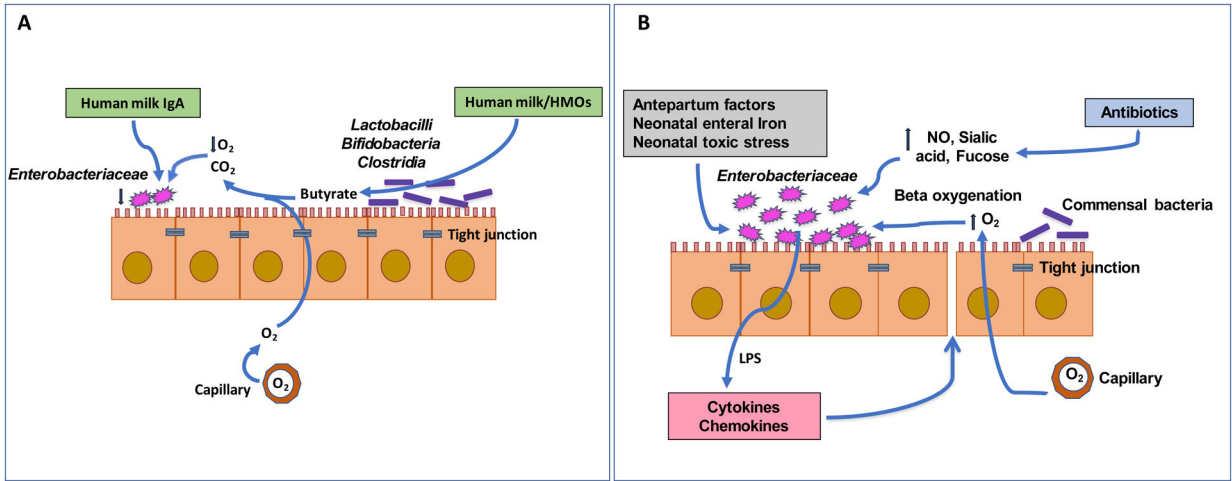 A
Human milk IgA
Human milk/HMOs
Lactobacilli
Bifidobacteria
Clostridia
O₂
CO₂
Enterobacteriaceae
Butyrate
Tight junction
O₂
Capillary
O₂
B
Antepartum factors
Neonatal enteral Iron
Neonatal toxic stress
Antibiotics
NO, Sialic
acid, Fucose
Enterobacteriaceae
Beta oxygenation
O₂
Commensal bacteria
Tight junction
LPS
O₂
Capillary
Cytokines
Chemokines